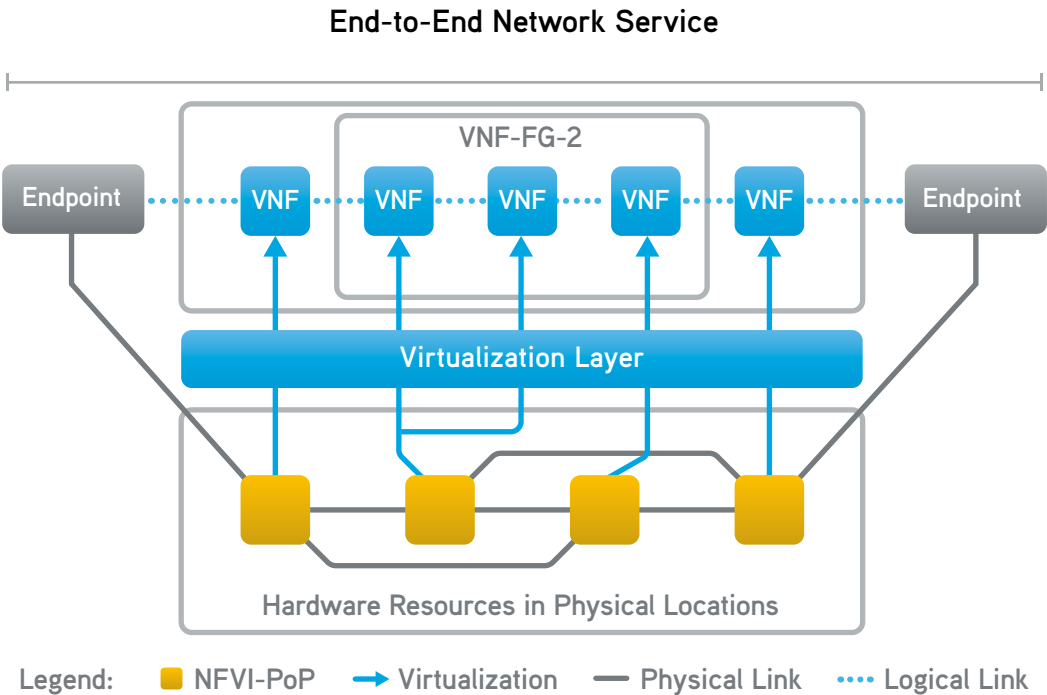 End-to-End Network Service
VNF-FG-2
Endpoint
VNF
VNF
VNF
VNF
VNF
Endpoint
Virtualization Layer
Hardware Resources in Physical Locations
Legend:
NFVI-PoP
Virtualization
Physical Link
Logical Link